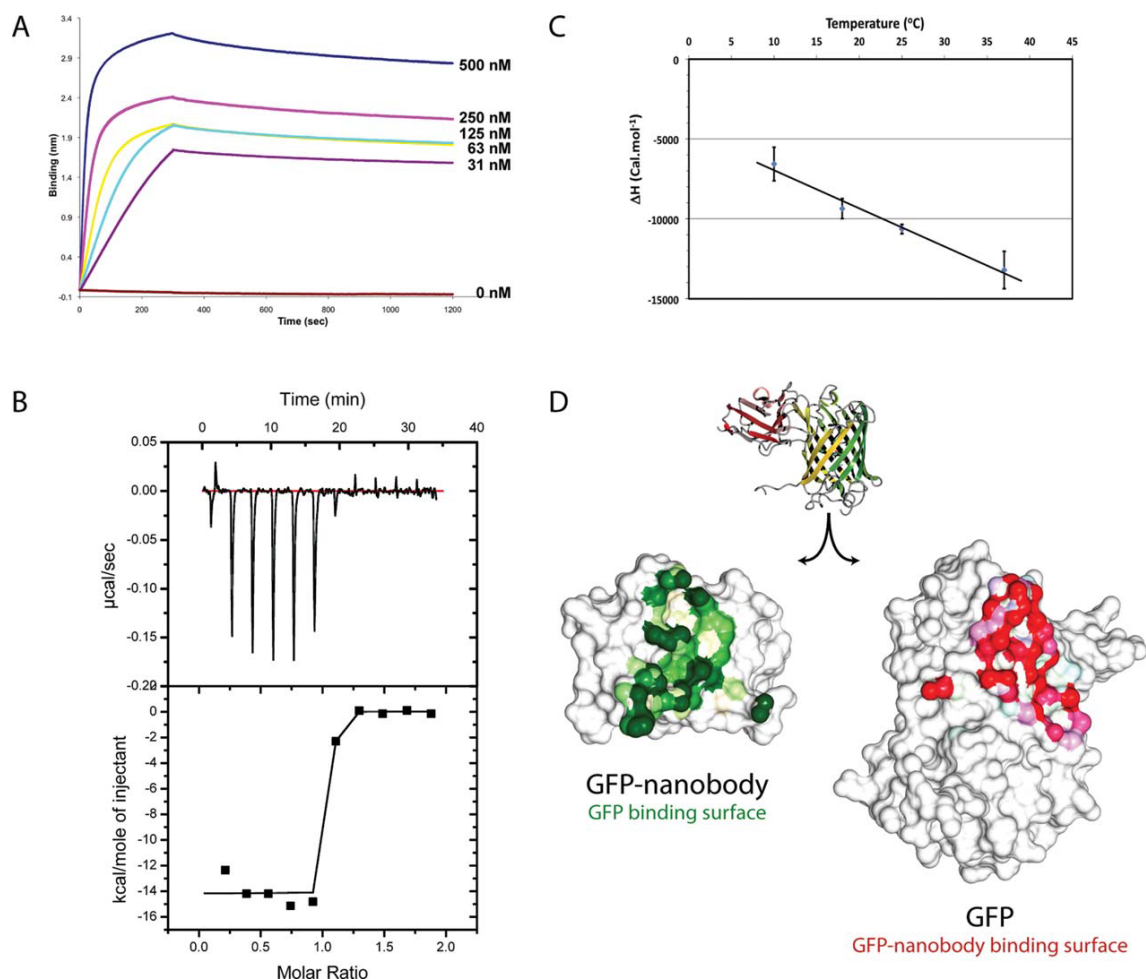 A
3.4
2.9
2.4
1.9
1.4
0.9
0.4
-0.1
Binding (nm)
0 200 400 600 800 1000 1200
Time (sec)
500 nM
250 nM
125 nM
63 nM
31 nM
0 nM
C
Temperature (°C)
0 5 10 15 20 25 30 35 40 45
0
-5000
-10000
-15000
ΔH (Cal.mol-1)
B
Time (min)
0 10 20 30 40
0.05
0.00
-0.05
-0.10
-0.15
-0.20
µcal/sec
0
-2
-4
-6
-8
-10
-12
-14
-16
kcal/mole of injectant
0.0 0.5 1.0 1.5 2.0
Molar Ratio
D
GFP-nanobody
GFP binding surface
GFP
GFP-nanobody binding surface